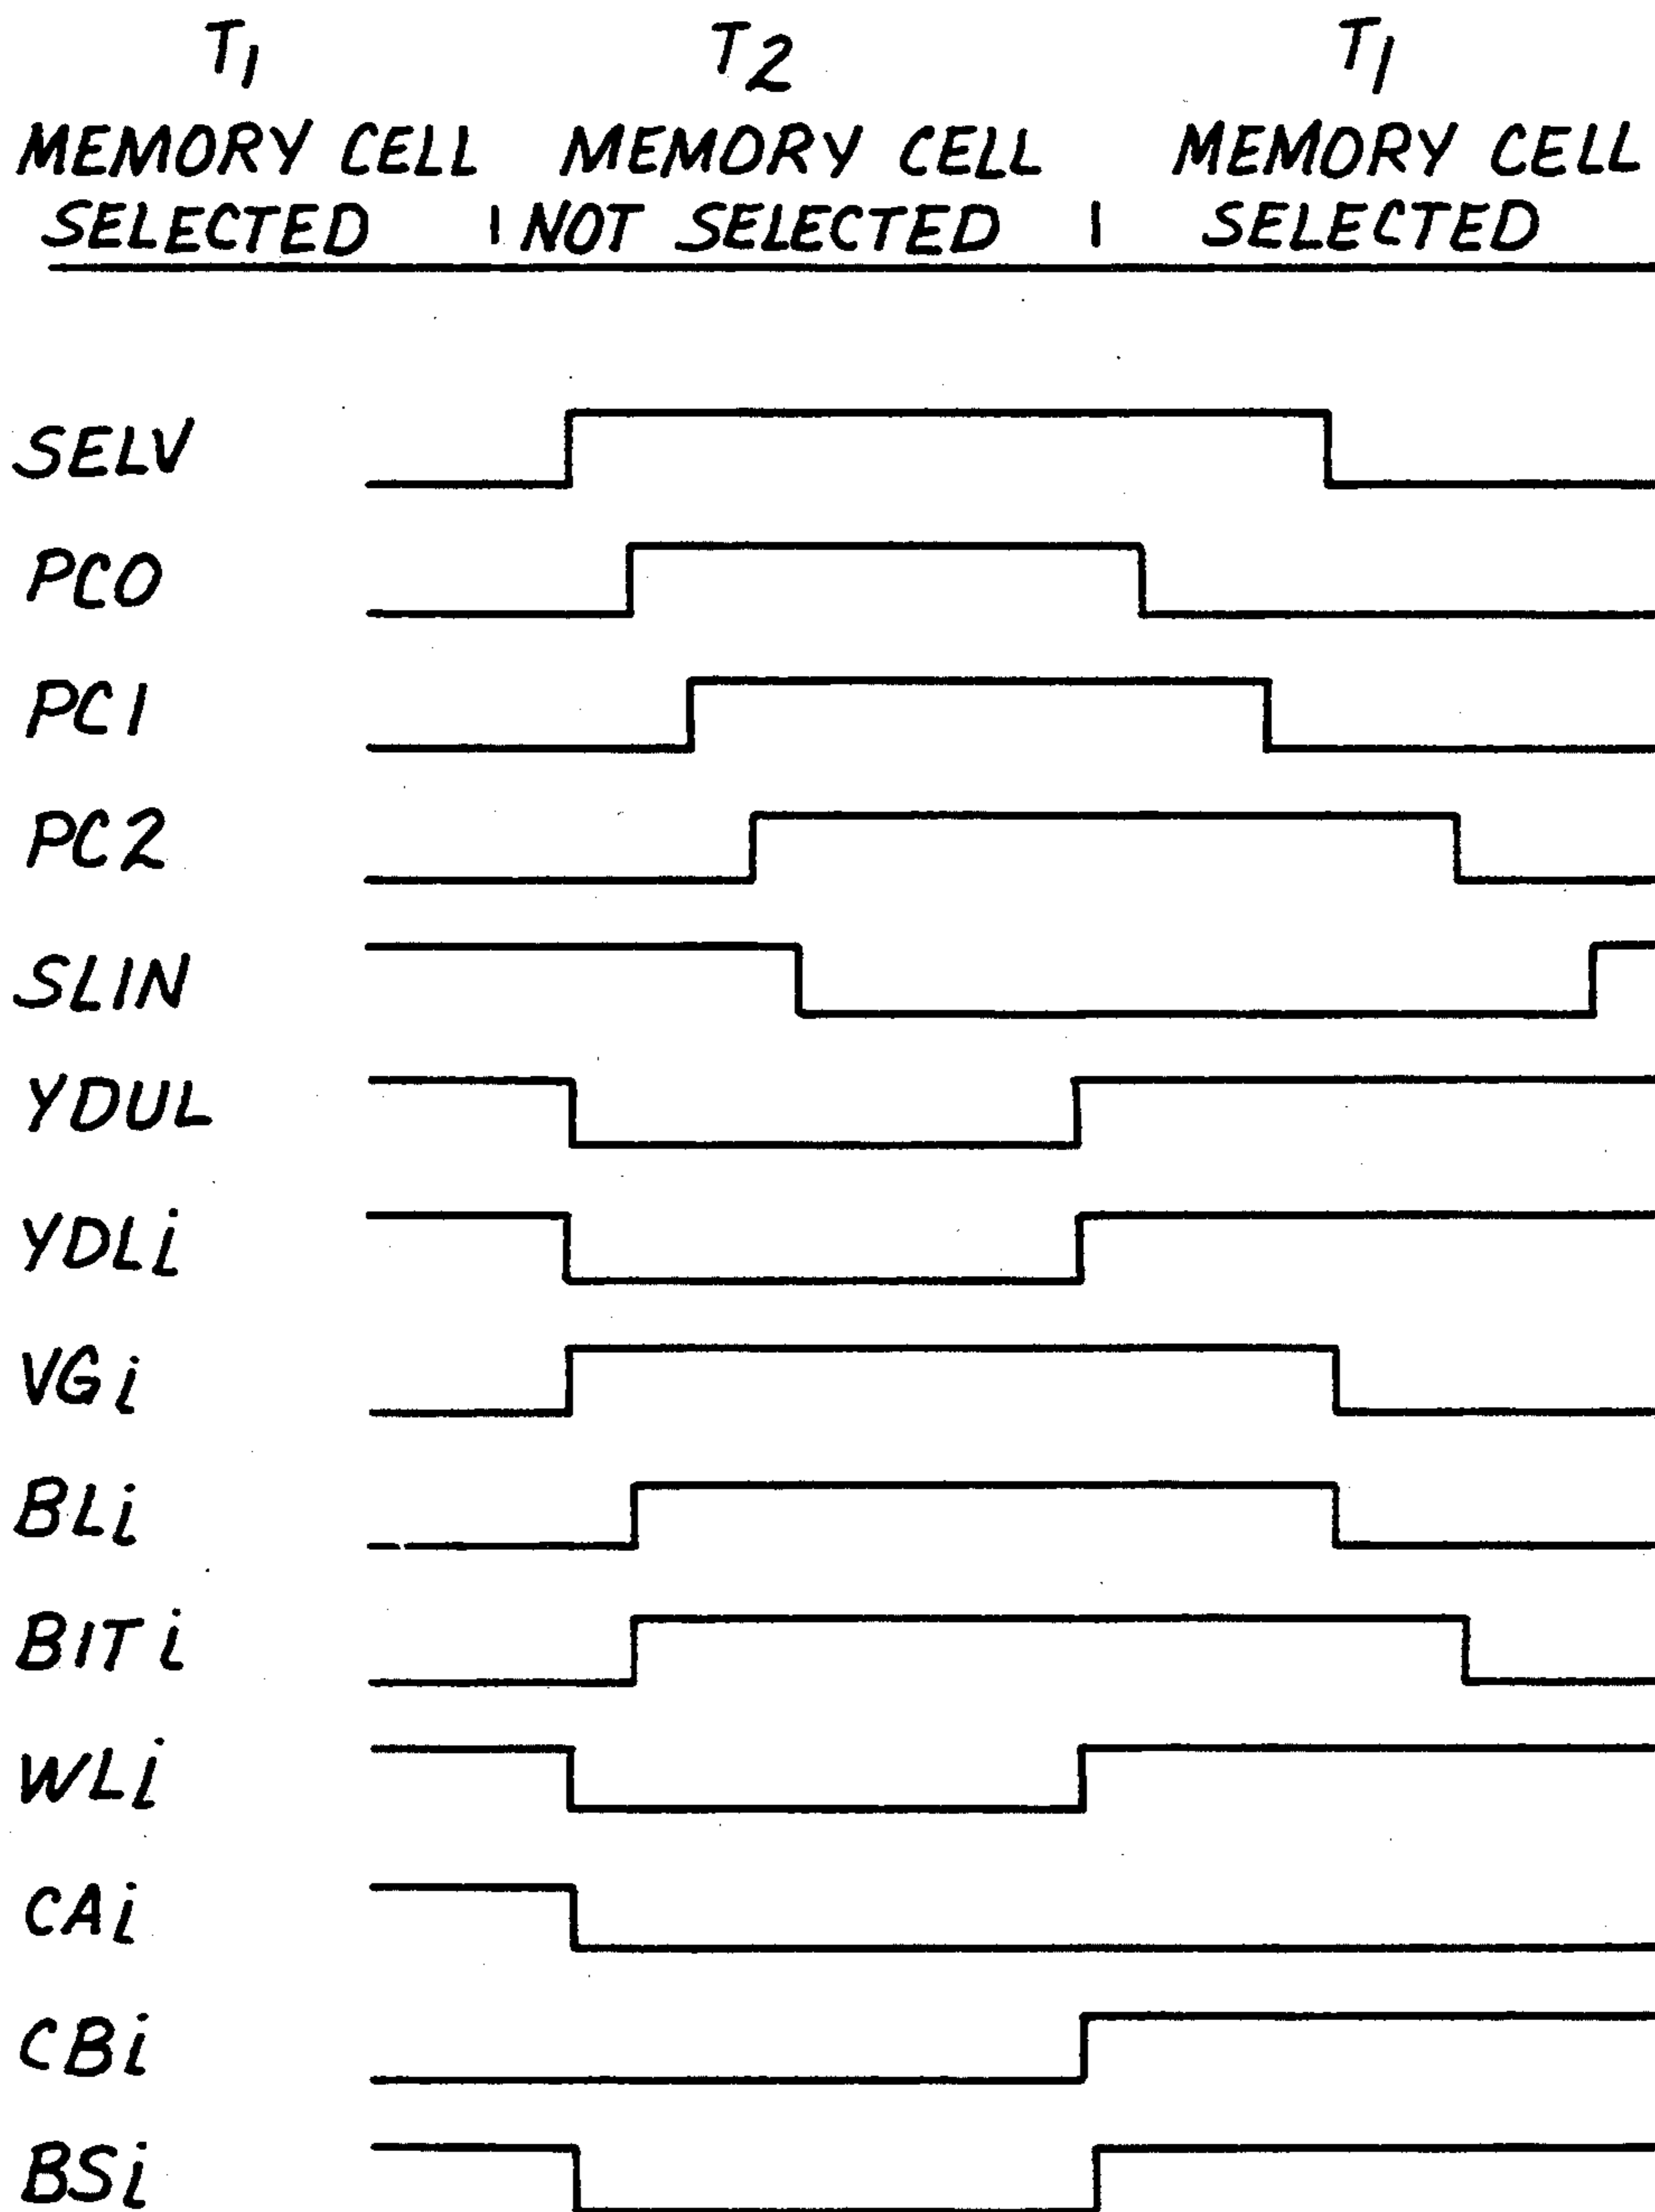 T1 T2 T1
MEMORY CELL MEMORY CELL MEMORY CELL
SELECTED | NOT SELECTED | SELECTED
SELV
PC0
PC1
PC2
SLIN
YDUL
YDLi
VGi
BLi
BITi
WLi
CAi
CBi
BSi